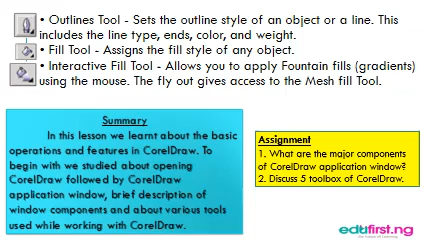 • Outlines Tool - Sets the outline style of an object or a line. This
includes the line type, ends, color, and weight.
• Fill Tool - Assigns the fill style of any object.
• Interactive Fill Tool - Allows you to apply Fountain fills (gradients)
using the mouse. The fly out gives access to the Mesh fill Tool.
Summary
In this lesson we learnt about the basic
operations and features in CorelDraw. To
begin with we studied about opening
CorelDraw followed by CorelDraw
application window, brief description of
window components and about various tools
used while working with CorelDraw.
Assignment
1. What are the major components
of CorelDraw application window?
2. Discuss 5 toolbox of CorelDraw.
edufirst.ng